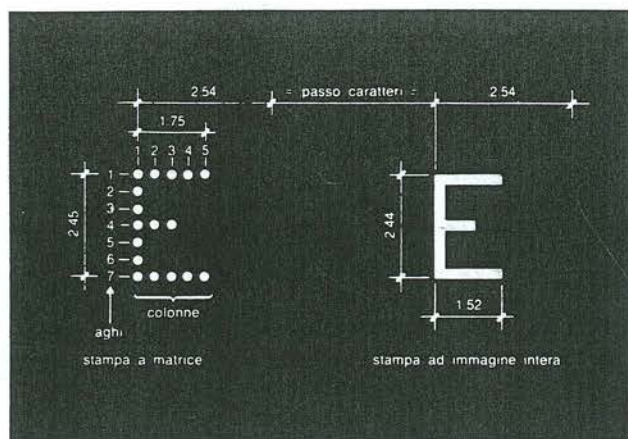 2.54 = passo caratteri = 2.54
1.75
1 2 3 4 5
1
2
3
4
5
6
7
2.45
2.44
1.52
colonne
aghi
stampa a matrice
stampa ad immagine intera